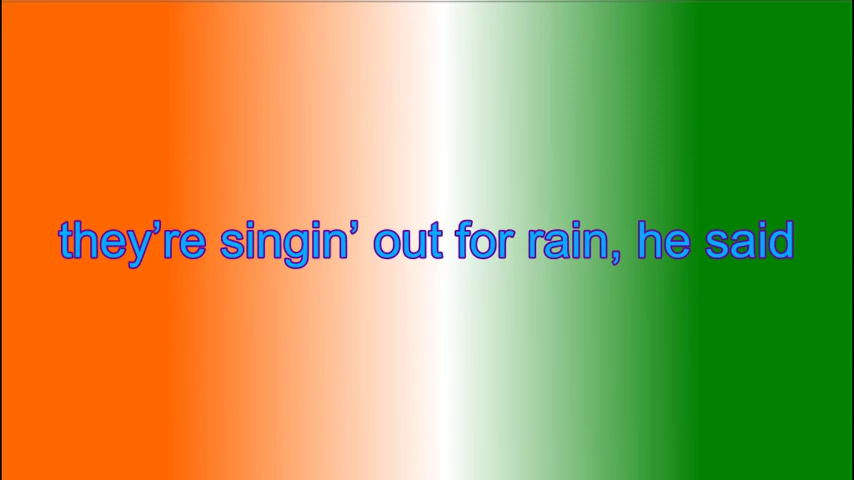 they’re singin’ out for rain, he said